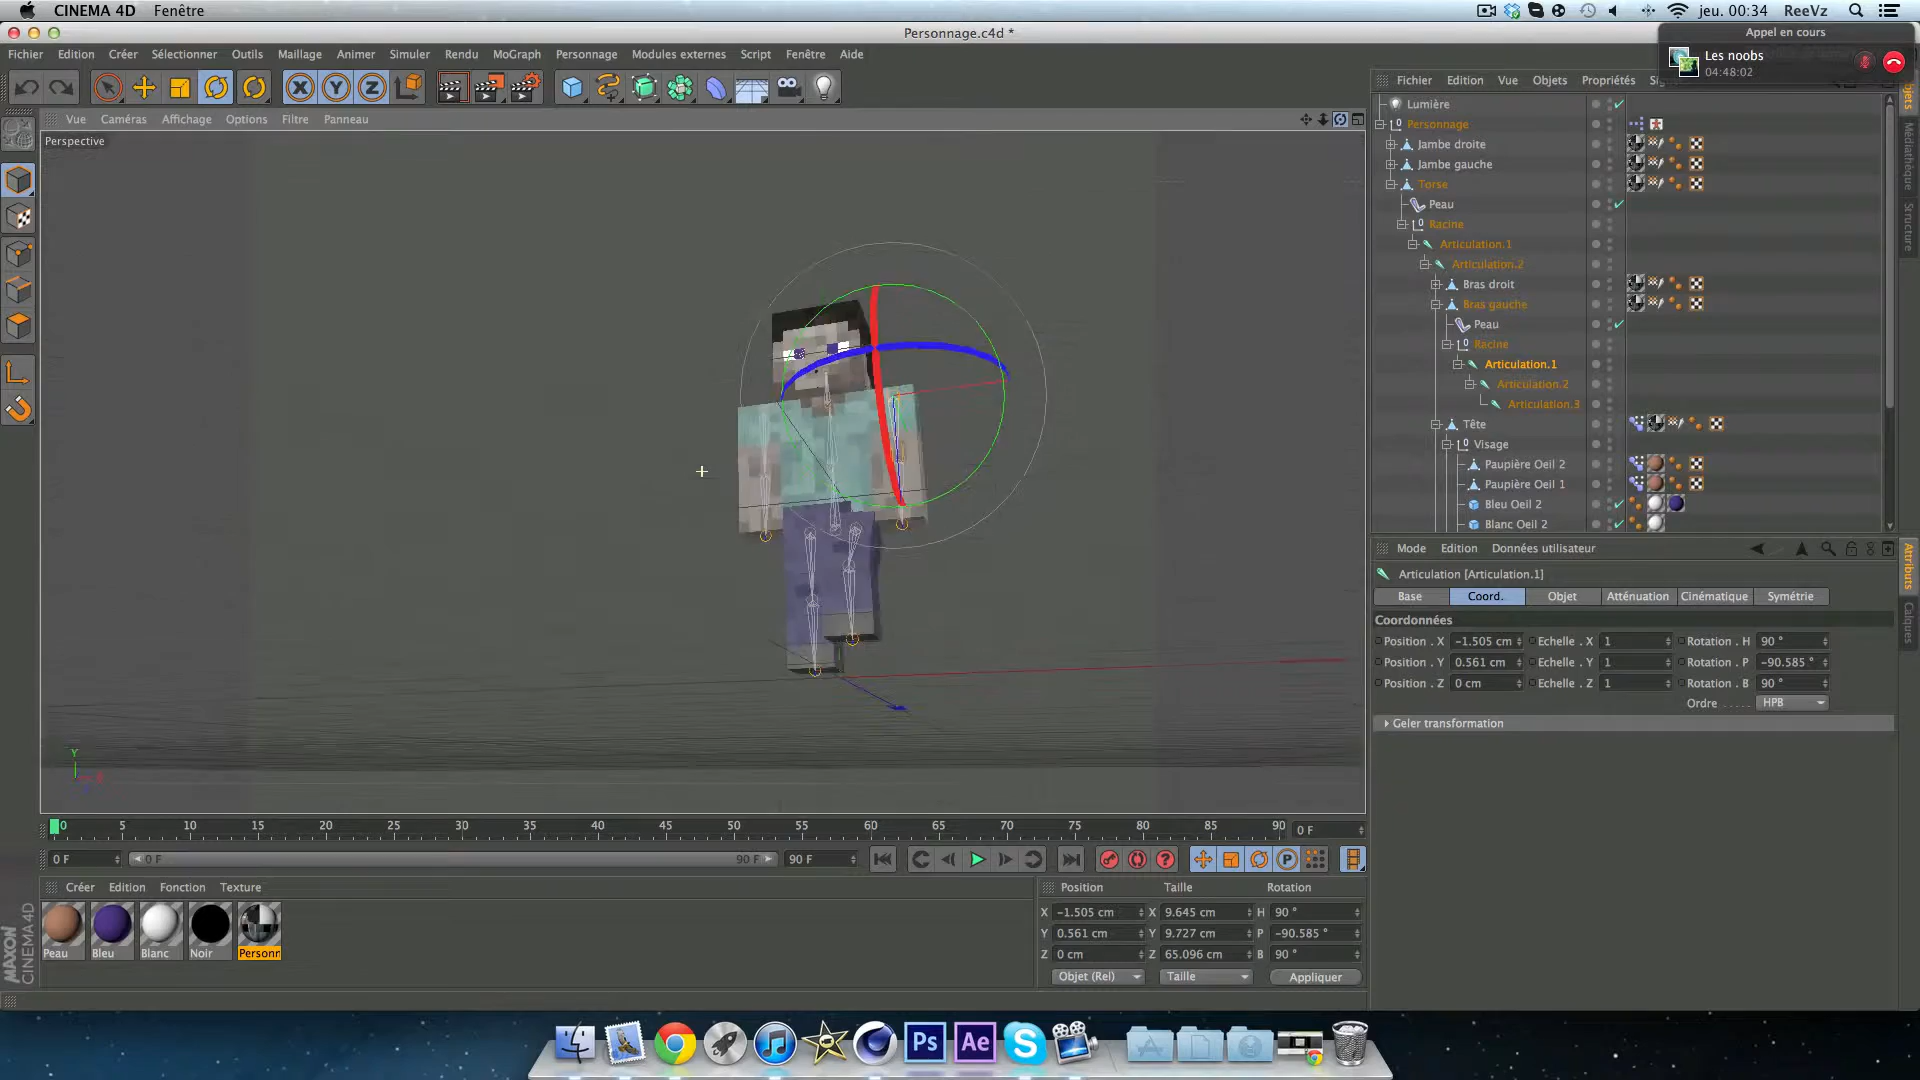 CINEMA 4D Fenêtre jeu. 00:34 ReeVz
Personnage.c4d *
Appel en cours
Les noobs
04:48:02
Fichier Edition Créer Sélectionner Outils Maillage Animer Simuler Rendu MoGraph Personnage Modules externes Script Fenêtre Aide
Fichier Edition Vue Objets Propriétés
Vue Caméras Affichage Options Filtre Panneau
Perspective
Lumière
Personnage
Jambe droite
Jambe gauche
Torse
Peau
Racine
Articulation.1
Articulation.2
Bras droit
Bras gauche
Peau
Racine
Articulation.1
Articulation.2
Articulation.3
Tête
Visage
Paupière Oeil 2
Paupière Oeil 1
Bleu Oeil 2
Blanc Oeil 2
Médiathèque
Structure
Mode Edition Données utilisateur
Attributs
Calques
Articulation [Articulation.1]
Base Coord. Objet Atténuation Cinématique Symétrie
Coordonnées
Position . X -1.505 cm Echelle . X 1 Rotation . H 90 °
Position . Y 0.561 cm Echelle . Y 1 Rotation . P -90.585 °
Position . Z 0 cm Echelle . Z 1 Rotation . B 90 °
Ordre HPB
Geler transformation
Y
0 5 10 15 20 25 30 35 40 45 50 55 60 65 70 75 80 85 90 0 F
0 F 0 F 90 F 90 F
Créer Edition Fonction Texture
Peau Bleu Blanc Noir Personn
Position Taille Rotation
X -1.505 cm X 9.645 cm H 90 °
Y 0.561 cm Y 9.727 cm P -90.585 °
Z 0 cm Z 65.096 cm B 90 °
Objet (Rel) Taille Appliquer
MAXON
CINEMA 4D
Ps Ae